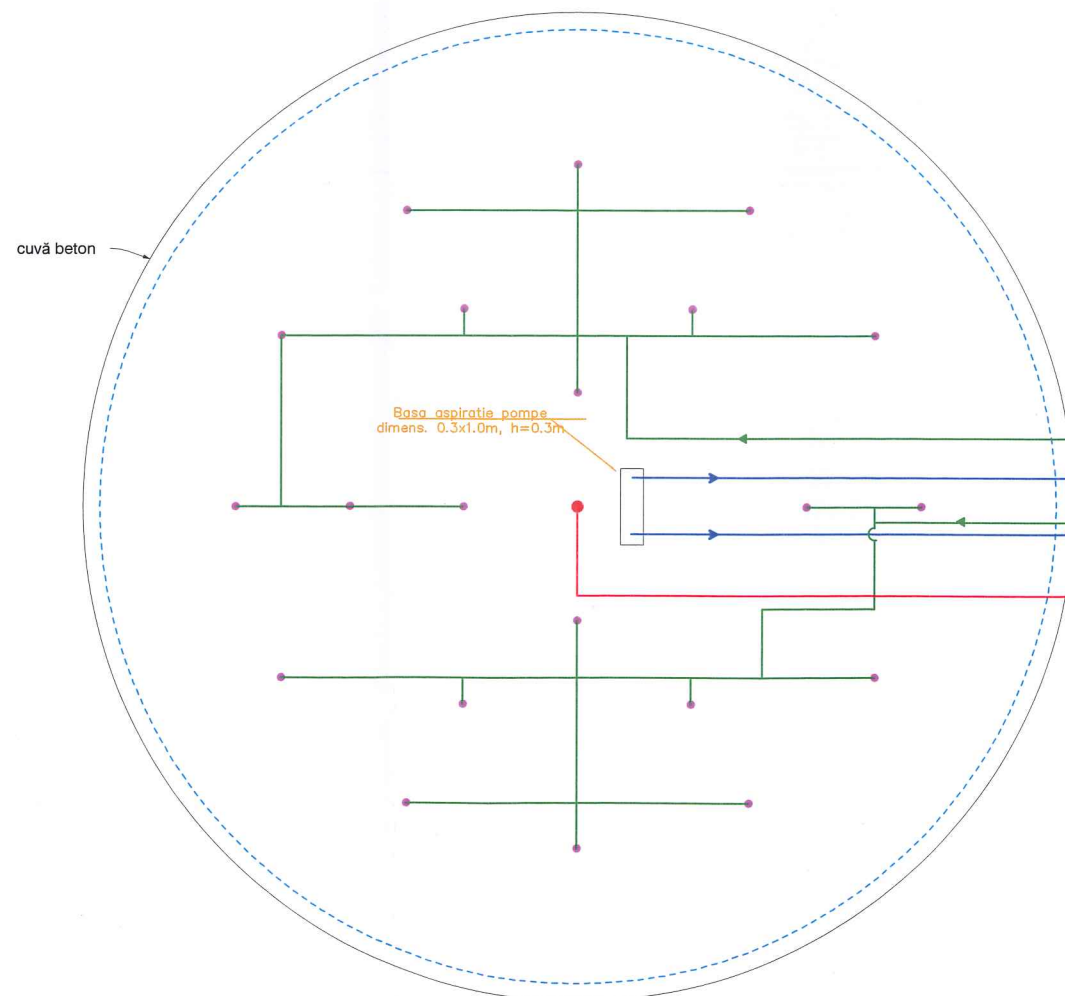 cuvă beton
Basa aspiratie pompe
dimens. 0.3x1.0m, h=0.3m